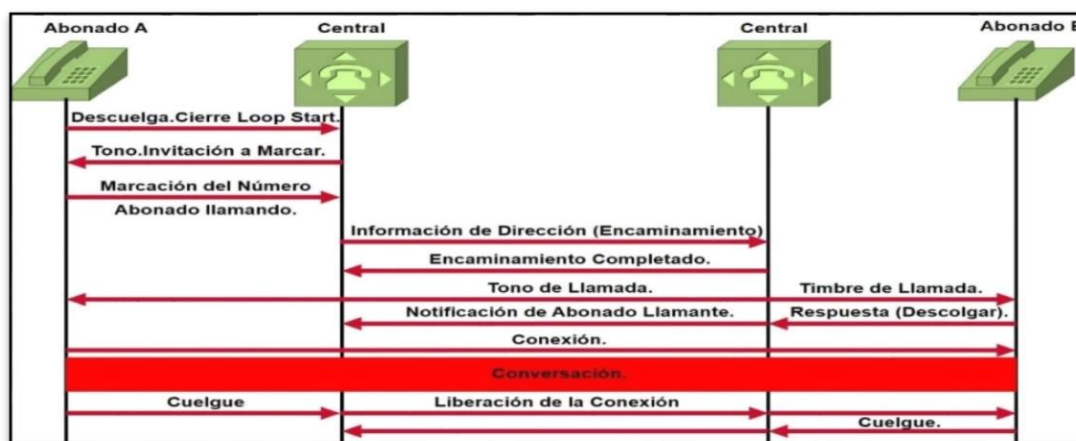 Abonado A
Central
Central
Abonado B
Descuelga.Cierre Loop Start.
Tono.Invitación a Marcar.
Marcación del Número
Abonado llamando.
Información de Dirección (Encaminamiento)
Encaminamiento Completado.
Tono de Llamada.
Timbre de Llamada.
Notificación de Abonado Llamante.
Respuesta (Descolgar).
Conexión.
Conversación.
Cuelgue
Liberación de la Conexión
Cuelgue.